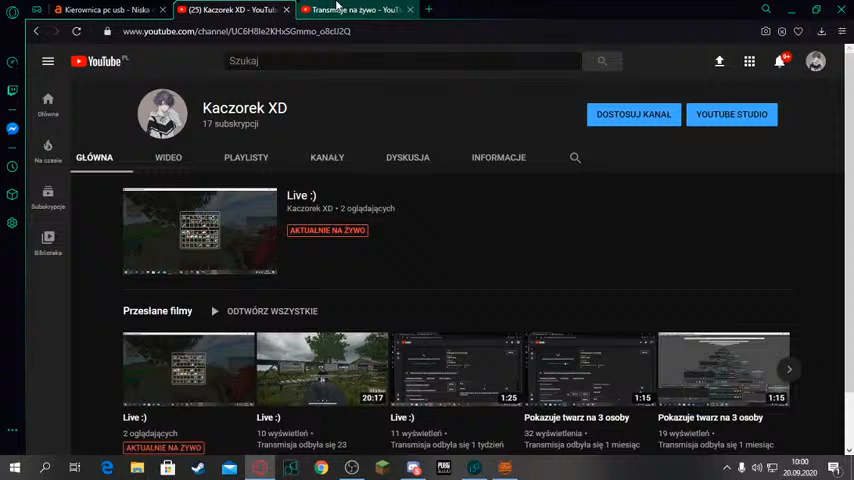 Kierownica pc usb - Niska
(25) Kaczorek XD - YouTub
Transmisje na żywo - YouTu
www.youtube.com/channel/UC6H8Ie2KHxSGmmo_o8cIJ2Q
YouTube PL
Szukaj
9+
Główna
Na czasie
Subskrypcje
Biblioteka
Kaczorek XD
17 subskrypcji
DOSTOSUJ KANAŁ
YOUTUBE STUDIO
GŁÓWNA
WIDEO
PLAYLISTY
KANAŁY
DYSKUSJA
INFORMACJE
Live :)
Kaczorek XD • 2 oglądających
AKTUALNIE NA ŻYWO
Przesłane filmy
ODTWÓRZ WSZYSTKIE
20:17
1:25
1:15
1:15
Live :)
2 oglądających
AKTUALNIE NA ŻYWO
Live :)
10 wyświetleń •
Transmisja odbyła się 23
Live :)
11 wyświetleń •
Transmisja odbyła się 1 tydzień
Pokazuje twarz na 3 osoby
32 wyświetlenia •
Transmisja odbyła się 1 miesiąc
Pokazuje twarz na 3 osoby
19 wyświetleń •
Transmisja odbyła się 1 miesiąc
10:00
20.09.2020